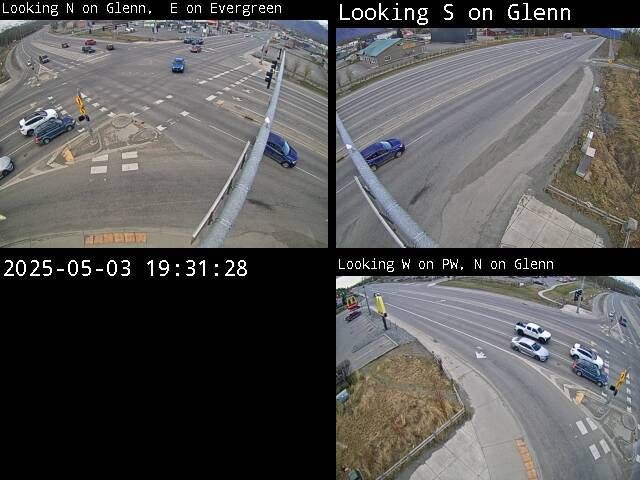 Looking N on Glenn,  E on Evergreen
Looking S on Glenn
2025-05-03 19:31:28
Looking W on PW, N on Glenn